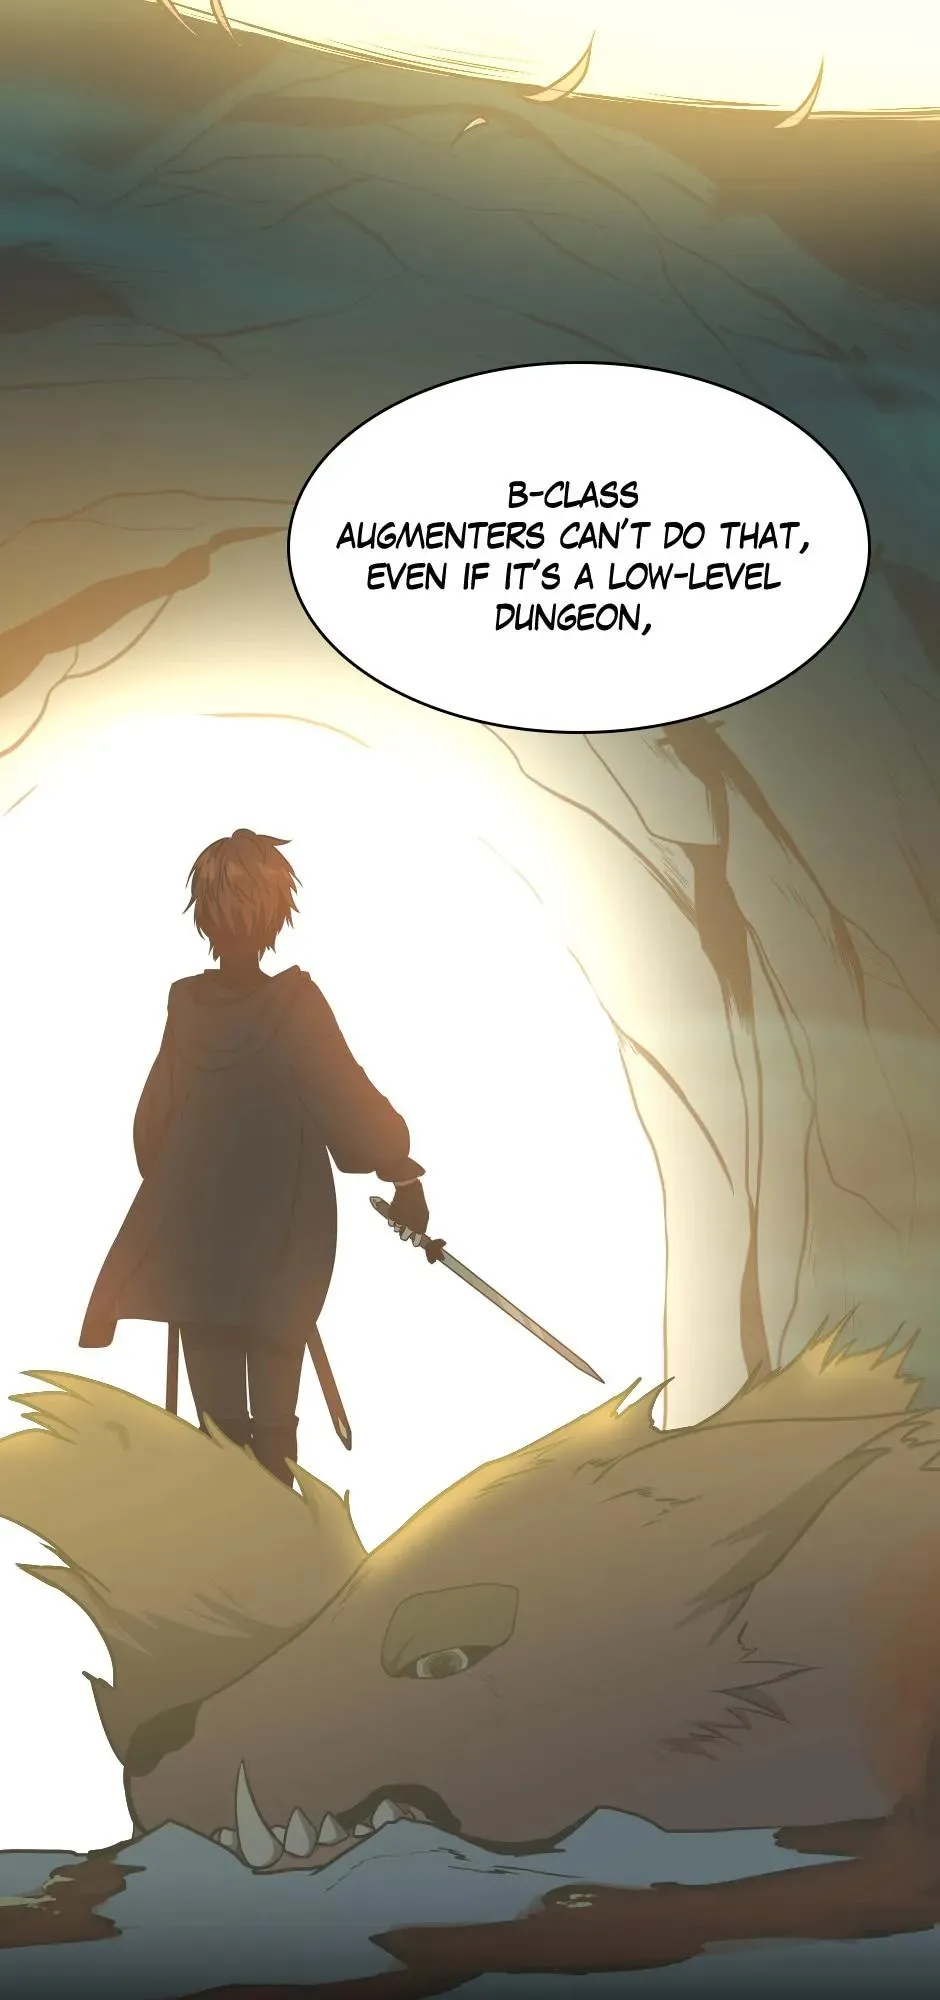 B-CLASS
AUGMENTERS CAN'T DO THAT,
EVEN IF IT'S A LOW-LEVEL
DUNGEON,